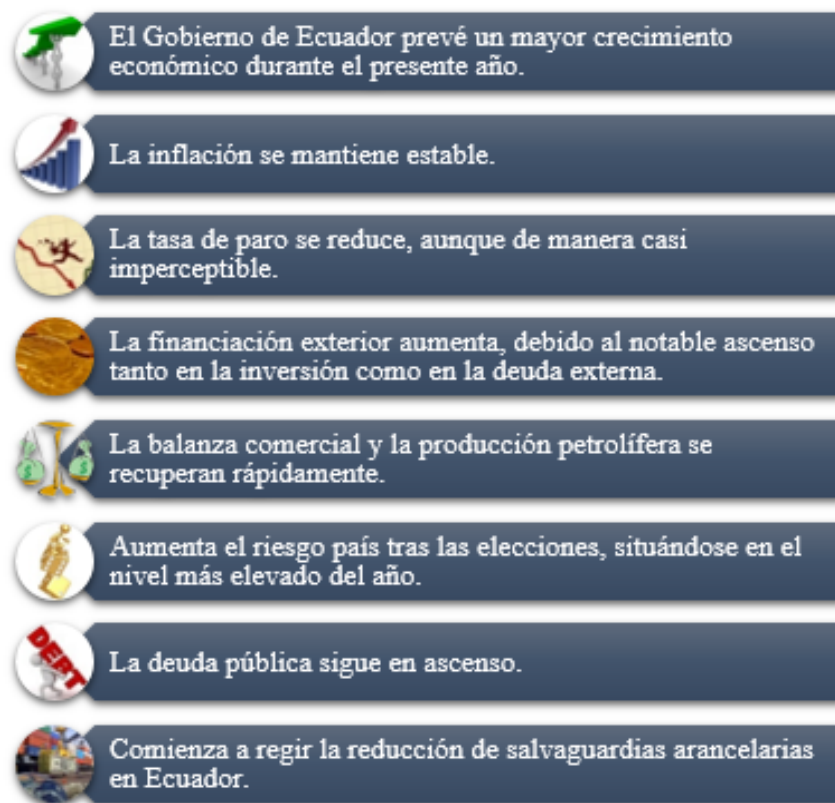 El Gobierno de Ecuador prevé un mayor crecimiento
económico durante el presente año.
La inflación se mantiene estable.
La tasa de paro se reduce, aunque de manera casi
imperceptible.
La financiación exterior aumenta, debido al notable ascenso
tanto en la inversión como en la deuda externa.
La balanza comercial y la producción petrolífera se
recuperan rápidamente.
Aumenta el riesgo país tras las elecciones, situándose en el
nivel más elevado del año.
DEBT
La deuda pública sigue en ascenso.
Comienza a regir la reducción de salvaguardias arancelarias
en Ecuador.